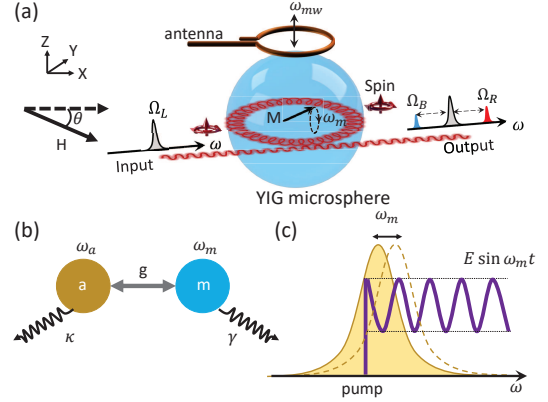 (a)
antenna
ω_mw
Z
Y
X
θ
H
Ω_L
Input
ω
M
ω_m
Spin
Ω_B
Ω_R
ω
Output
YIG microsphere
(b)
ω_a
ω_m
a
g
m
κ
γ
(c)
ω_m
E sin ω_m t
pump
ω